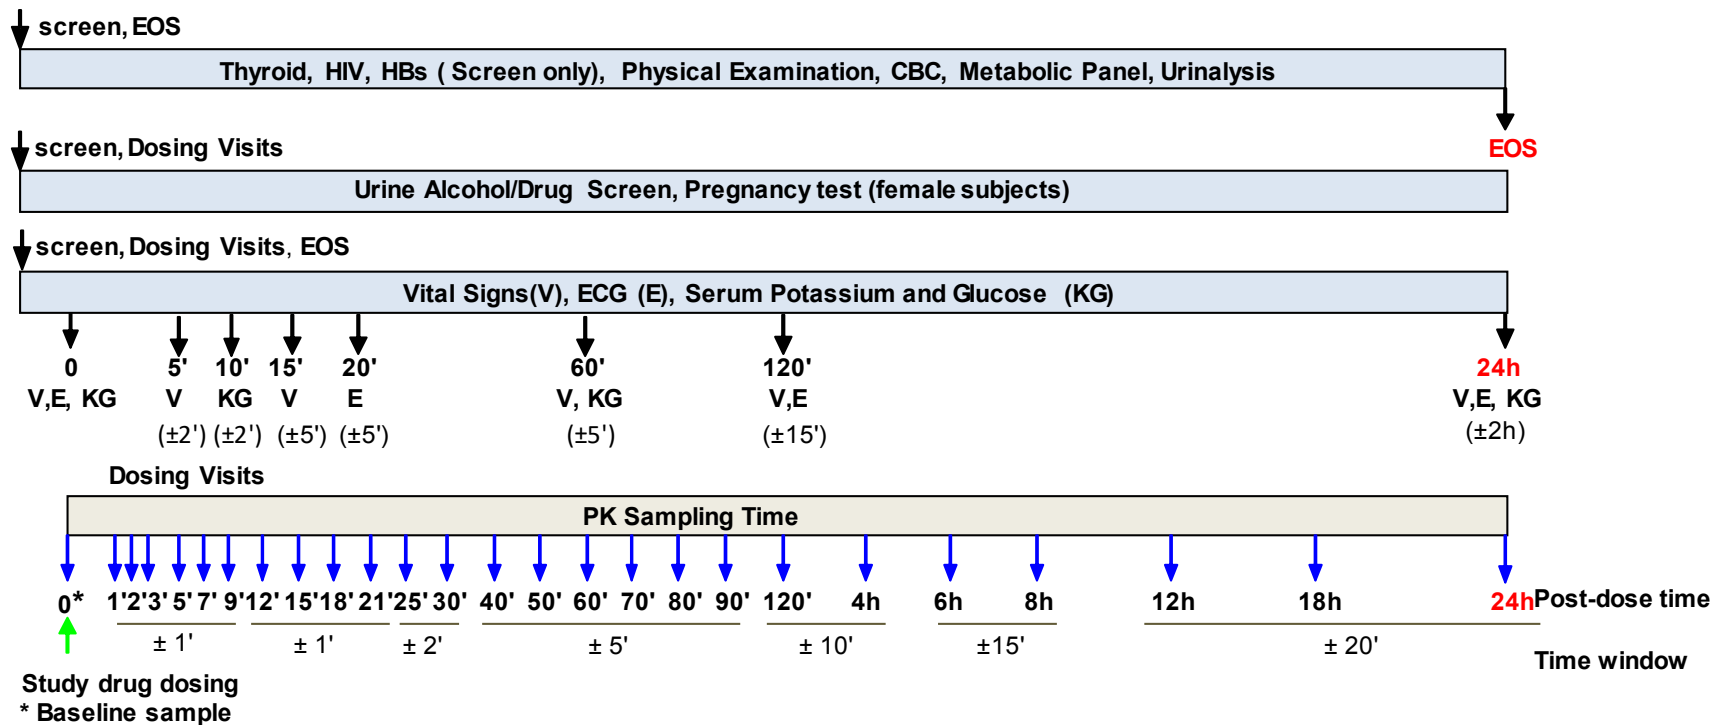 screen, EOS
Thyroid, HIV, HBs ( Screen only), Physical Examination, CBC, Metabolic Panel, Urinalysis
screen, Dosing Visits
EOS
Urine Alcohol/Drug Screen, Pregnancy test (female subjects)
screen, Dosing Visits, EOS
Vital Signs(V), ECG (E), Serum Potassium and Glucose (KG)
0 5' 10' 15' 20' 60' 120' 24h
V,E, KG V KG V E V, KG V,E V,E, KG
(±2') (±2') (±5') (±5') (±5') (±15') (±2h)
Dosing Visits
PK Sampling Time
0* 1' 2' 3' 5' 7' 9' 12' 15' 18' 21' 25' 30' 40' 50' 60' 70' 80' 90' 120' 4h 6h 8h 12h 18h 24h Post-dose time
± 1' ± 1' ± 2' ± 5' ± 10' ±15' ± 20'
Time window
Study drug dosing
* Baseline sample